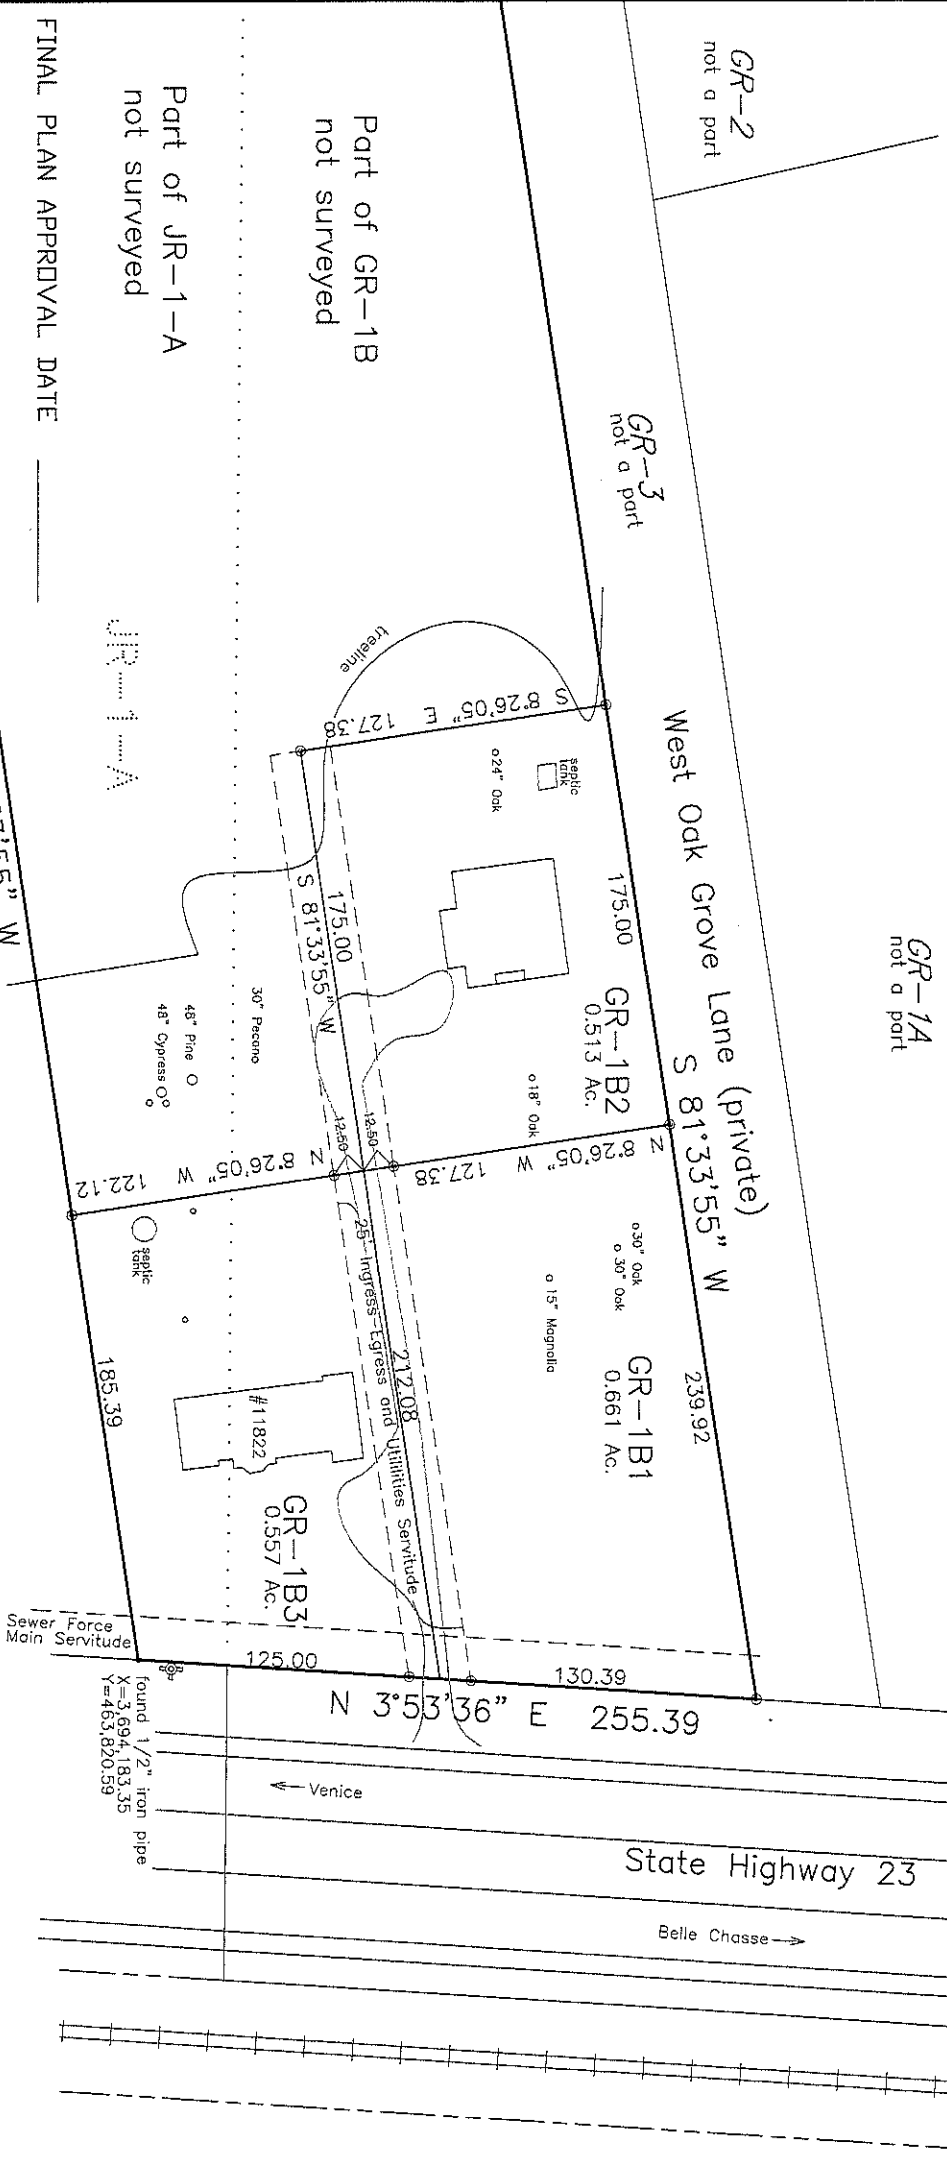 GR-2
not a part
FINAL PLAN APPROVAL DATE
Part of JR-1-A
not surveyed
Part of GR-1B
not surveyed
GR-3
not a part
JR-1-A
treeline
S 8°26'05" E 127.38
West Oak Grove Lane (private)
S 81°33'55" W
GR-1A
not a part
septic
tank
24" Oak
175.00
175.00
S 81°33'55" W
GR-1B2
0.513 Ac.
18" Oak
30" Pecano
48" Cypress
12.50
12.50
N 8°26'05" W 127.38
N 8°26'05" W 122.12
septic
tank
30" Oak
30" Oak
15" Magnolia
239.92
GR-1B1
0.661 Ac.
25' Ingress-Egress and Utililities Servitude
212.08
185.39
#11822
GR-1B3
0.557 Ac.
Sewer Force
Main Servitude
125.00
130.39
N 3°53'36" E 255.39
found 1/2" iron pipe
X=3,694,183.35
Y=463,820.59
← Venice
State Highway 23
Belle Chasse →